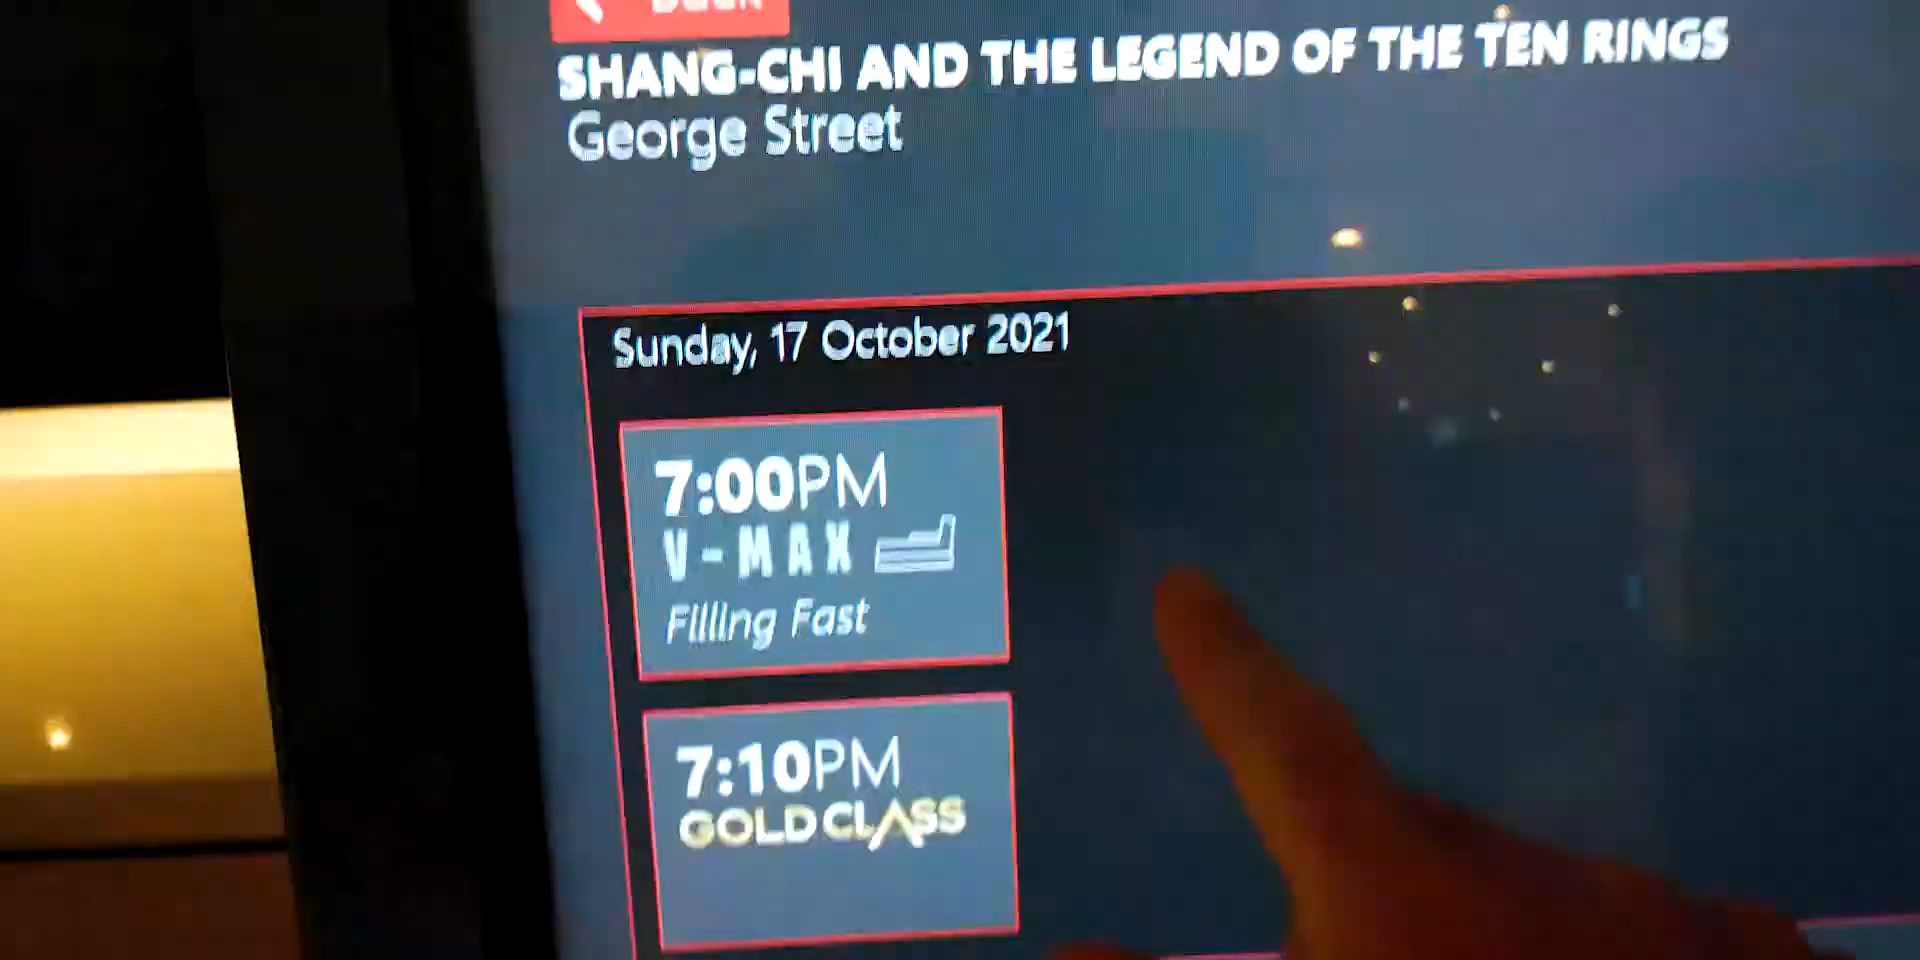 Back
SHANG-CHI AND THE LEGEND OF THE TEN RINGS
George Street
Sunday, 17 October 2021
7:00PM
V-MAX
Filling Fast
7:10PM
GOLD CLASS